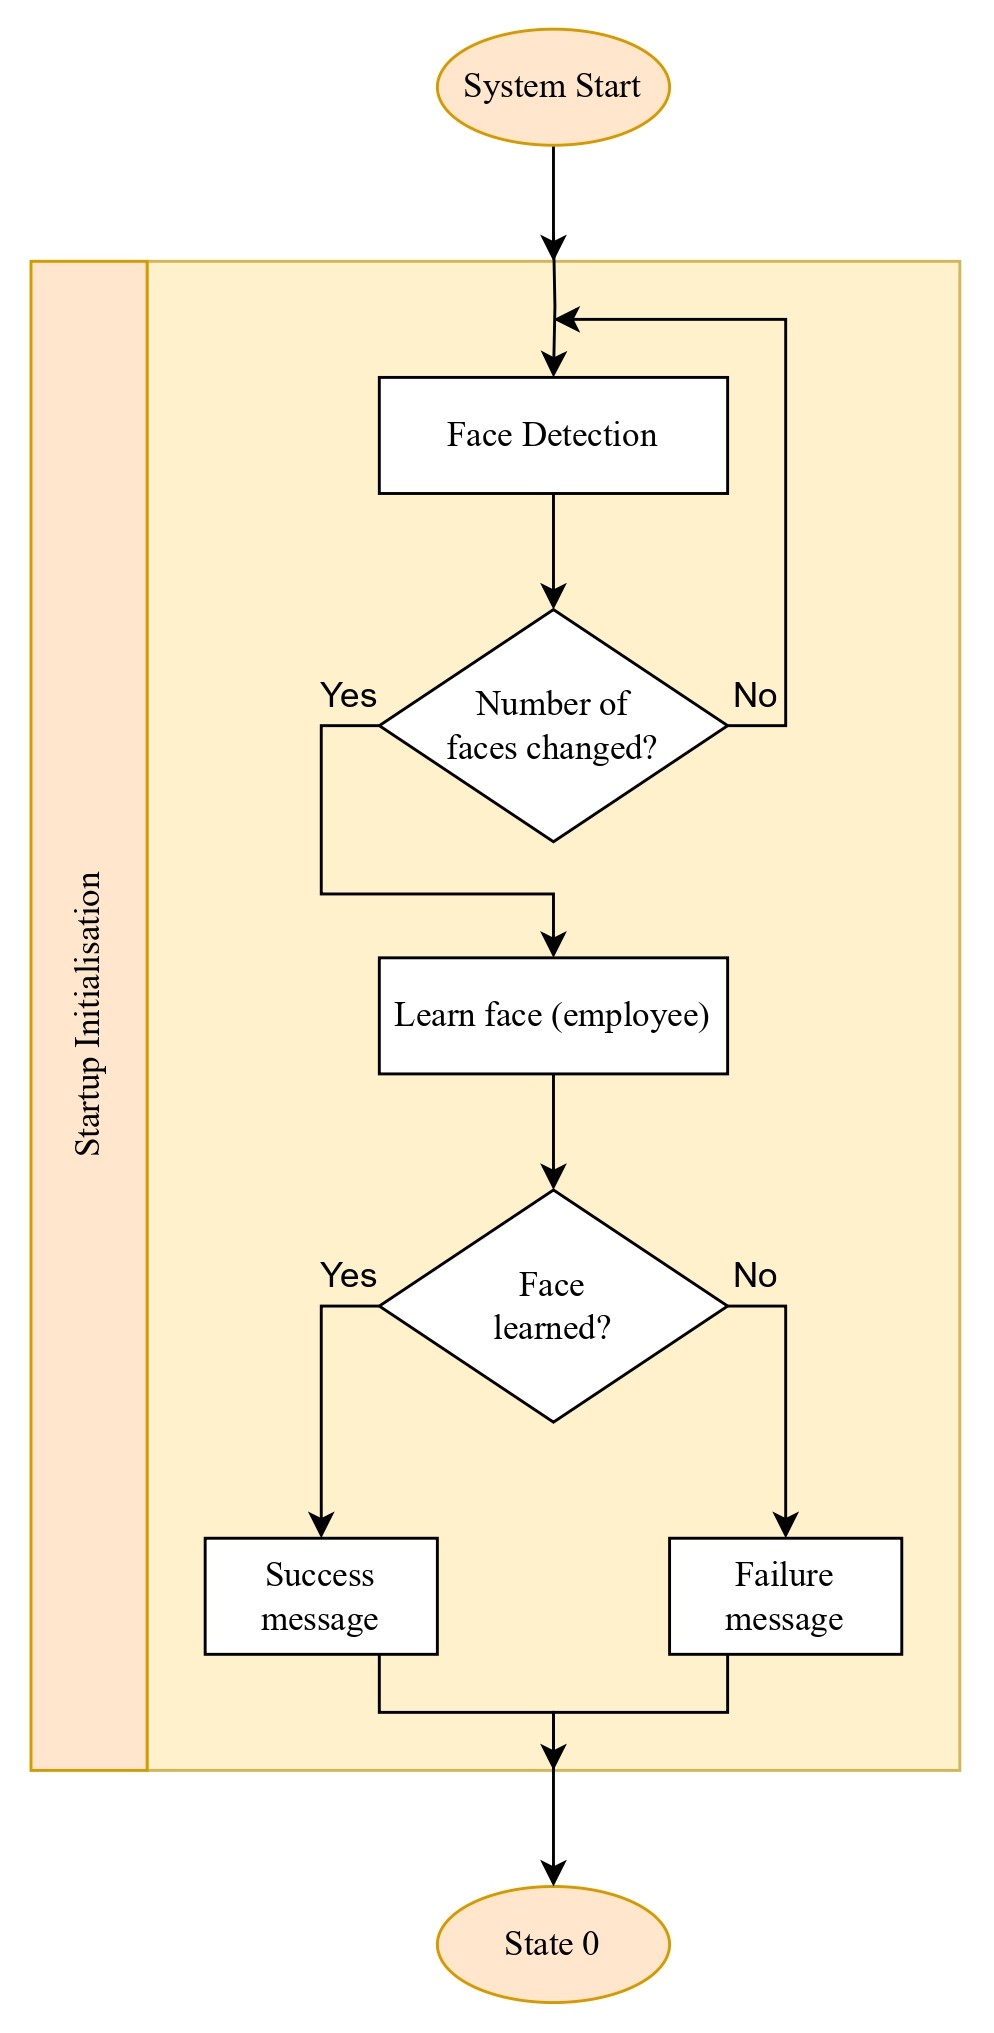 System Start
Startup Initialisation
Face Detection
Number of
faces changed?
Yes
No
Learn face (employee)
Face
learned?
Yes
No
Success
message
Failure
message
State 0